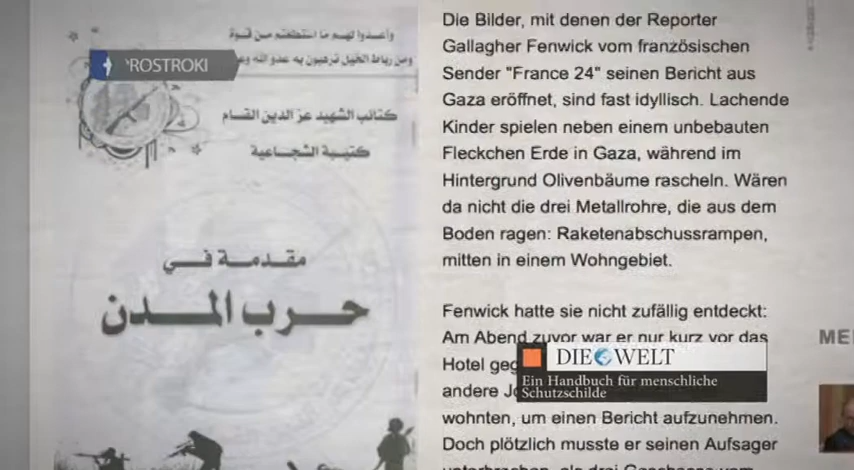 وأعدوا لهم ما استطعتم من قوة
ومن رباط الخيل ترهبون به عدو الله
ROSTROKI
كتائب الشهيد عز الدين القسام
كتيبة الشجاعية
مقدمة في
حرب المدن
Die Bilder, mit denen der Reporter
Gallagher Fenwick vom französischen
Sender "France 24" seinen Bericht aus
Gaza eröffnet, sind fast idyllisch. Lachende
Kinder spielen neben einem unbebauten
Fleckchen Erde in Gaza, während im
Hintergrund Olivenbäume rascheln. Wären
da nicht die drei Metallrohre, die aus dem
Boden ragen: Raketenabschussrampen,
mitten in einem Wohngebiet.
Fenwick hatte sie nicht zufällig entdeckt:
Am Abend zuvor war er nur kurz vor das
Hotel
DIE WELT
Ein Handbuch für menschliche
Schutzschilde
andere
wohnten, um einen Bericht aufzunehmen.
Doch plötzlich musste er seinen Aufsager